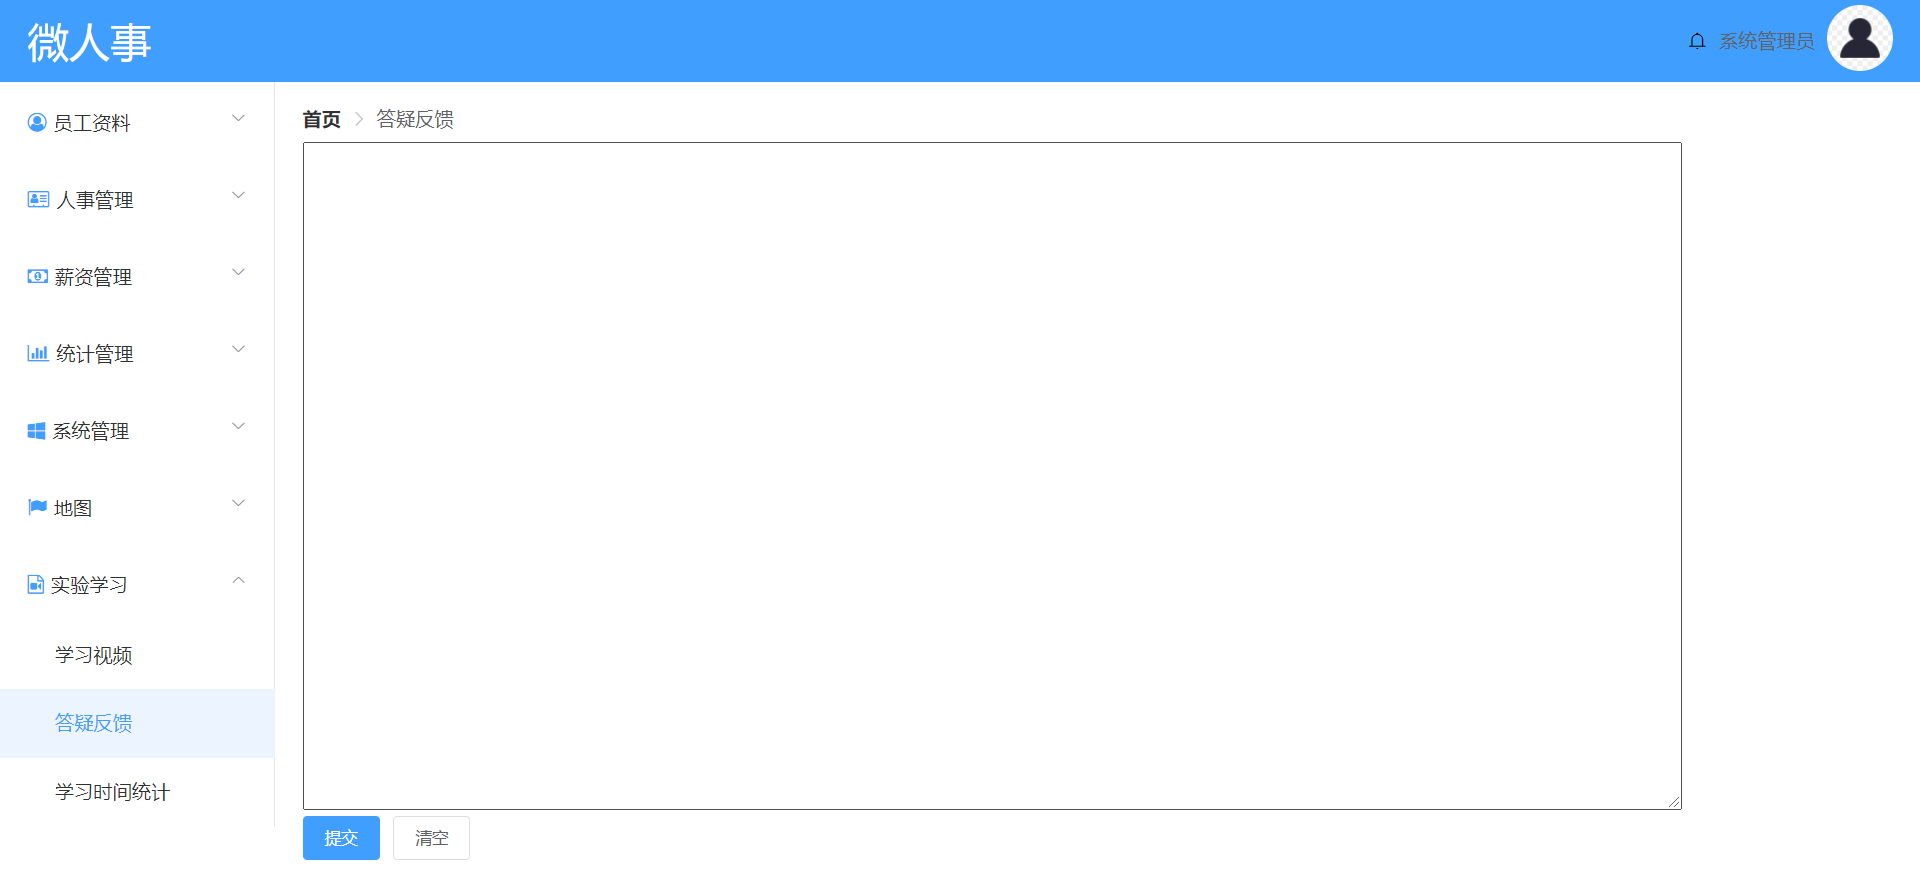 微人事
系统管理员
员工资料
人事管理
薪资管理
统计管理
系统管理
地图
实验学习
学习视频
答疑反馈
学习时间统计
首页 答疑反馈
提交 清空